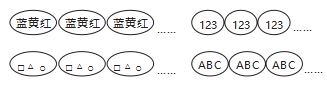 蓝黄红 蓝黄红 蓝黄红 …… 123 123 123 ……
□△○ □△○ □△○ …… ABC ABC ABC ……